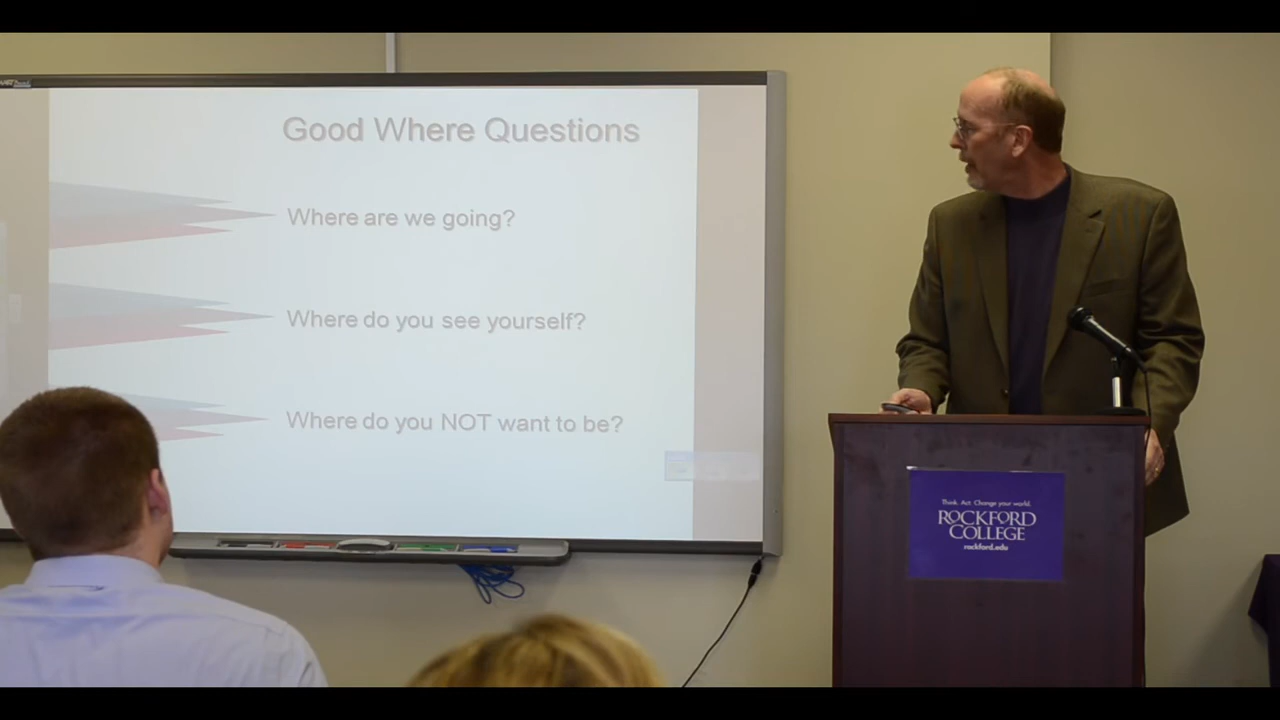 Good Where Questions
Where are we going?
Where do you see yourself?
Where do you NOT want to be?
Think. Act. Change your world.
ROCKFORD
COLLEGE
rockford.edu